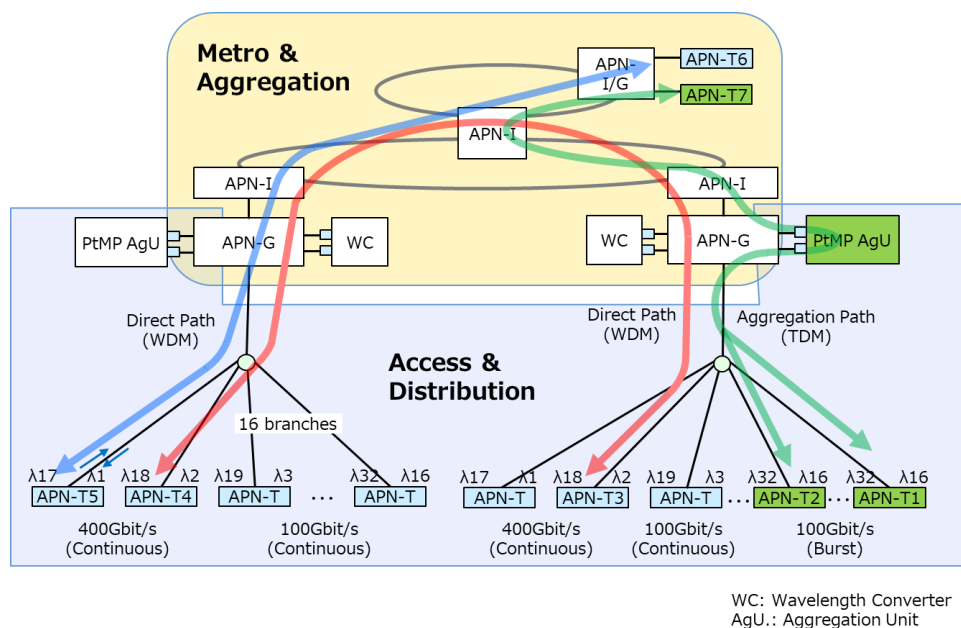 Metro &
Aggregation
APN-
I/G
APN-T6
APN-T7
APN-I
APN-I
APN-I
PtMP AgU
APN-G
WC
WC
APN-G
PtMP AgU
Direct Path
(WDM)
Direct Path
(WDM)
Aggregation Path
(TDM)
Access &
Distribution
16 branches
λ17 λ1 λ18 λ2 λ19 λ3 λ32 λ16
APN-T5 APN-T4 APN-T ... APN-T
400Gbit/s
(Continuous)
100Gbit/s
(Continuous)
λ17 λ1 λ18 λ2 λ19 λ3 λ32 λ16 λ32 λ16
APN-T APN-T3 APN-T ... APN-T2 ... APN-T1
400Gbit/s
(Continuous)
100Gbit/s
(Continuous)
100Gbit/s
(Burst)
WC: Wavelength Converter
AgU.: Aggregation Unit